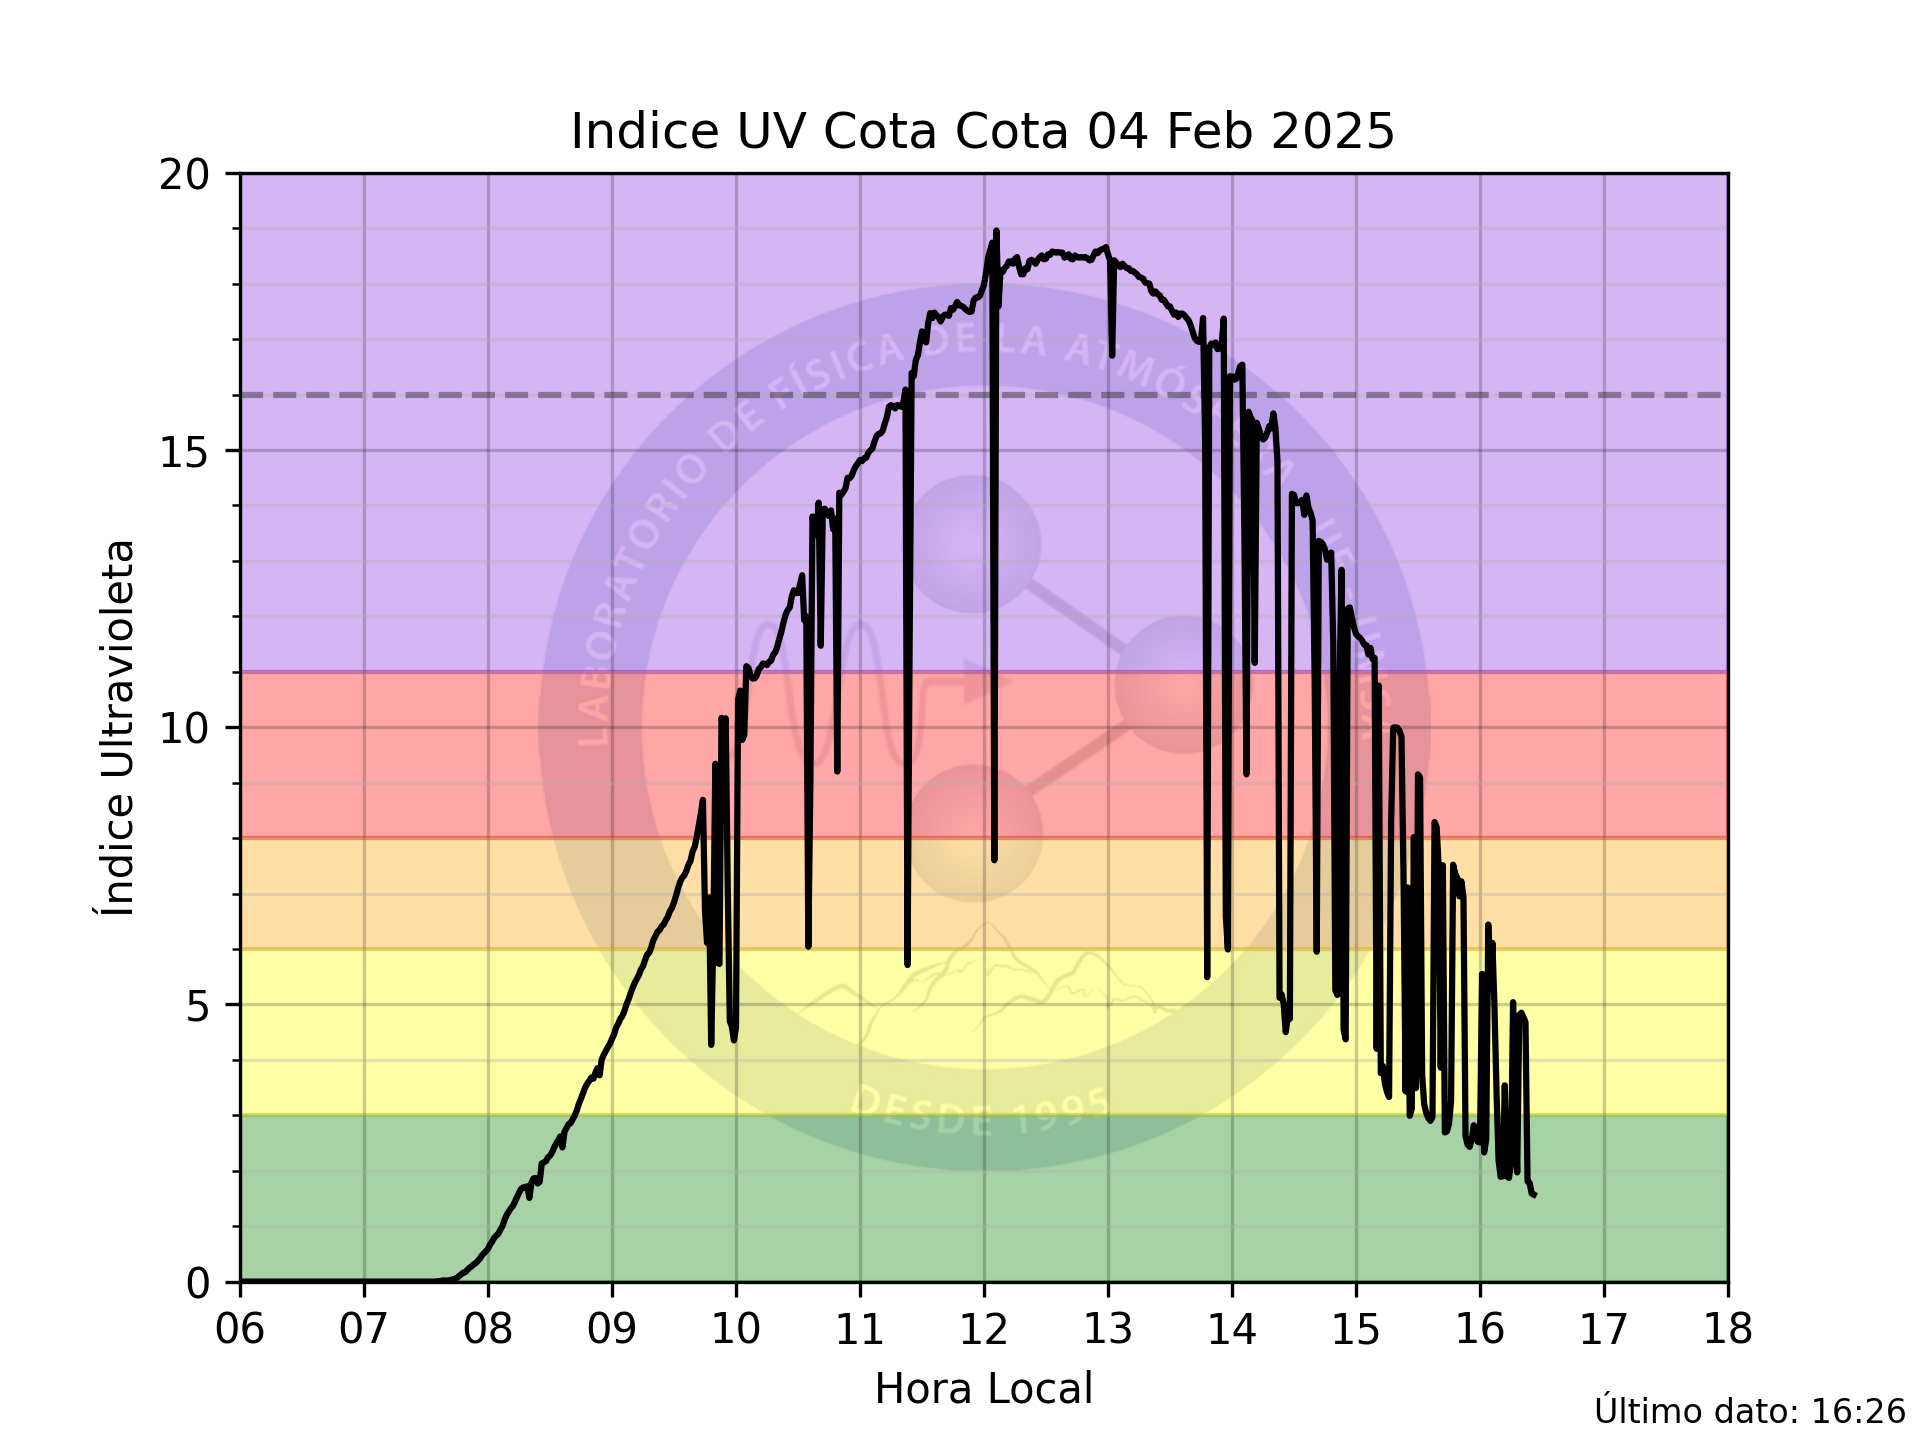 Indice UV Cota Cota 04 Feb 2025
20
15
10
5
0
Índice Ultravioleta
LABORATORIO DE FÍSICA DE LA ATMÓS
DESDE 1995
06 07 08 09 10 11 12 13 14 15 16 17 18
Hora Local
Último dato: 16:26